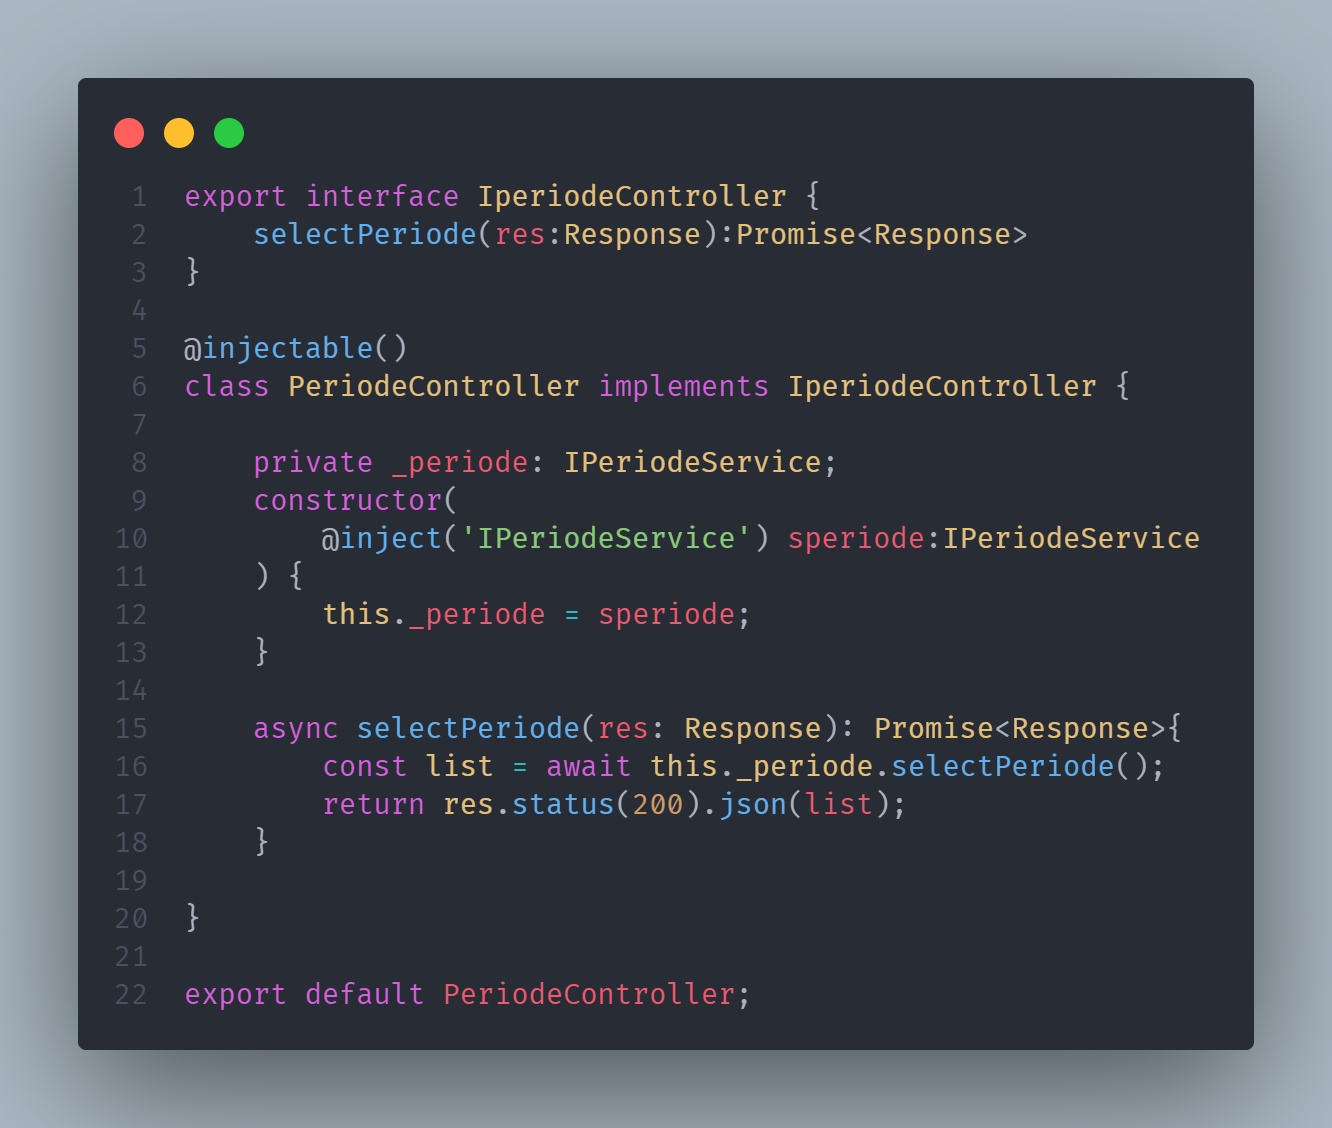 1 export interface IperiodeController {
2     selectPeriode(res:Response):Promise<Response>
3 }
4
5 @injectable()
6 class PeriodeController implements IperiodeController {
7
8     private _periode: IPeriodeService;
9     constructor(
10         @inject('IPeriodeService') speriode:IPeriodeService
11     ) {
12         this._periode = speriode;
13     }
14
15     async selectPeriode(res: Response): Promise<Response>{
16         const list = await this._periode.selectPeriode();
17         return res.status(200).json(list);
18     }
19
20 }
21
22 export default PeriodeController;